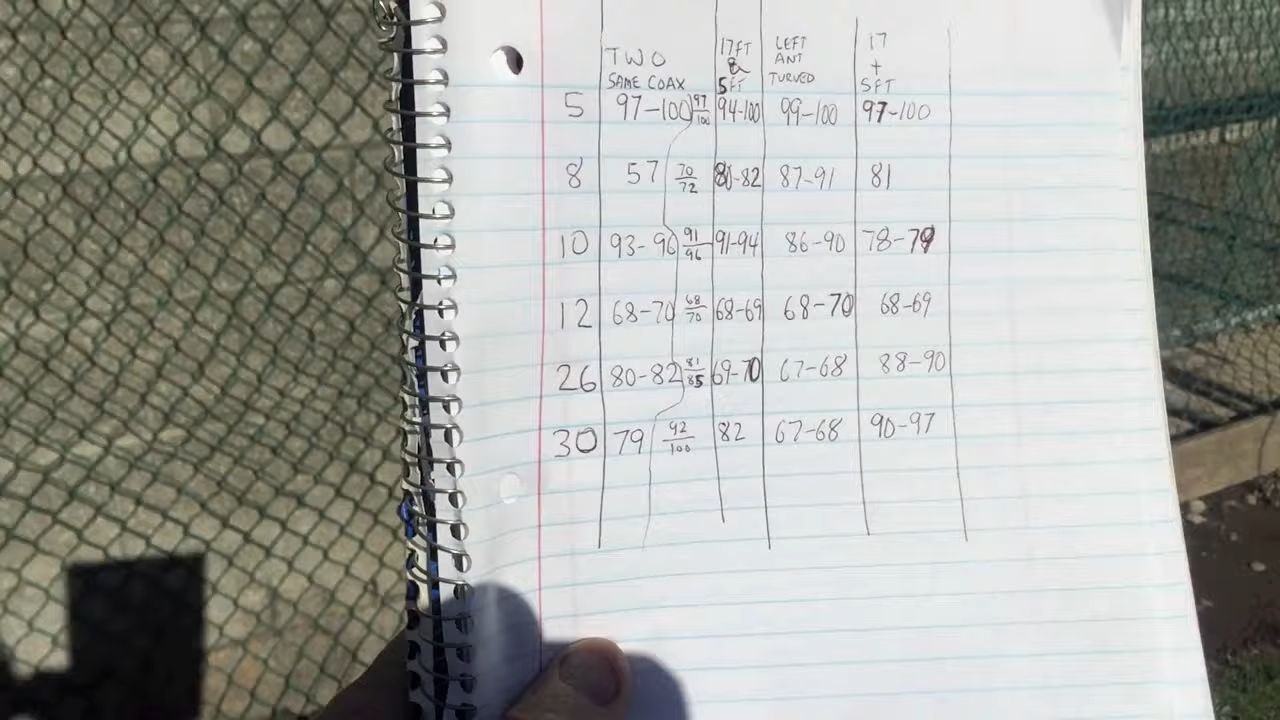 TWO SAME COAX 17FT & 5FT LEFT ANT TURVED 17 + 5FT
5 97-100 97/100 94-100 99-100 97-100
8 57 70/72 80-82 87-91 81
10 93-96 91/96 91-94 86-90 78-79
12 68-70 68/70 68-69 68-70 68-69
26 80-82 81/85 69-70 67-68 88-90
30 79 92/100 82 67-68 90-97